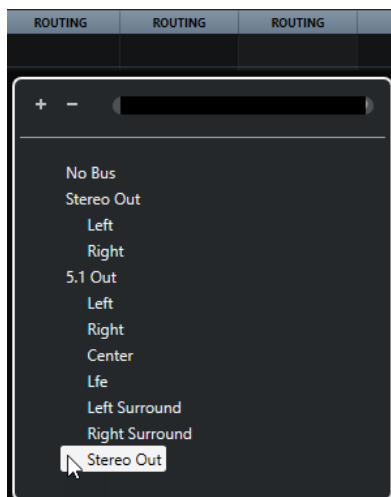 ROUTING ROUTING ROUTING
+ −
No Bus
Stereo Out
Left
Right
5.1 Out
Left
Right
Center
Lfe
Left Surround
Right Surround
Stereo Out